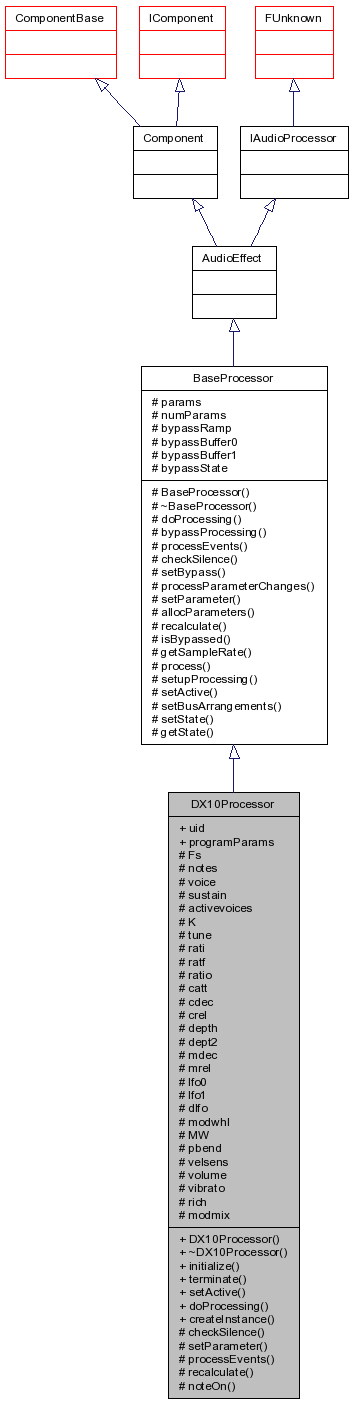 ComponentBase
IComponent
FUnknown
Component
IAudioProcessor
AudioEffect
BaseProcessor
# params
# numParams
# bypassRamp
# bypassBuffer0
# bypassBuffer1
# bypassState
# BaseProcessor()
# ~BaseProcessor()
# doProcessing()
# bypassProcessing()
# processEvents()
# checkSilence()
# setBypass()
# processParameterChanges()
# setParameter()
# allocParameters()
# recalculate()
# isBypassed()
# getSampleRate()
# process()
# setupProcessing()
# setActive()
# setBusArrangements()
# setState()
# getState()
DX10Processor
+ uid
+ programParams
# Fs
# notes
# voice
# sustain
# activevoices
# K
# tune
# rati
# ratf
# ratio
# catt
# cdec
# crel
# depth
# dept2
# mdec
# mrel
# lfo0
# lfo1
# dlfo
# modwhl
# MW
# pbend
# velsens
# volume
# vibrato
# rich
# modmix
+ DX10Processor()
+ ~DX10Processor()
+ initialize()
+ terminate()
+ setActive()
+ doProcessing()
+ createInstance()
# checkSilence()
# setParameter()
# processEvents()
# recalculate()
# noteOn()